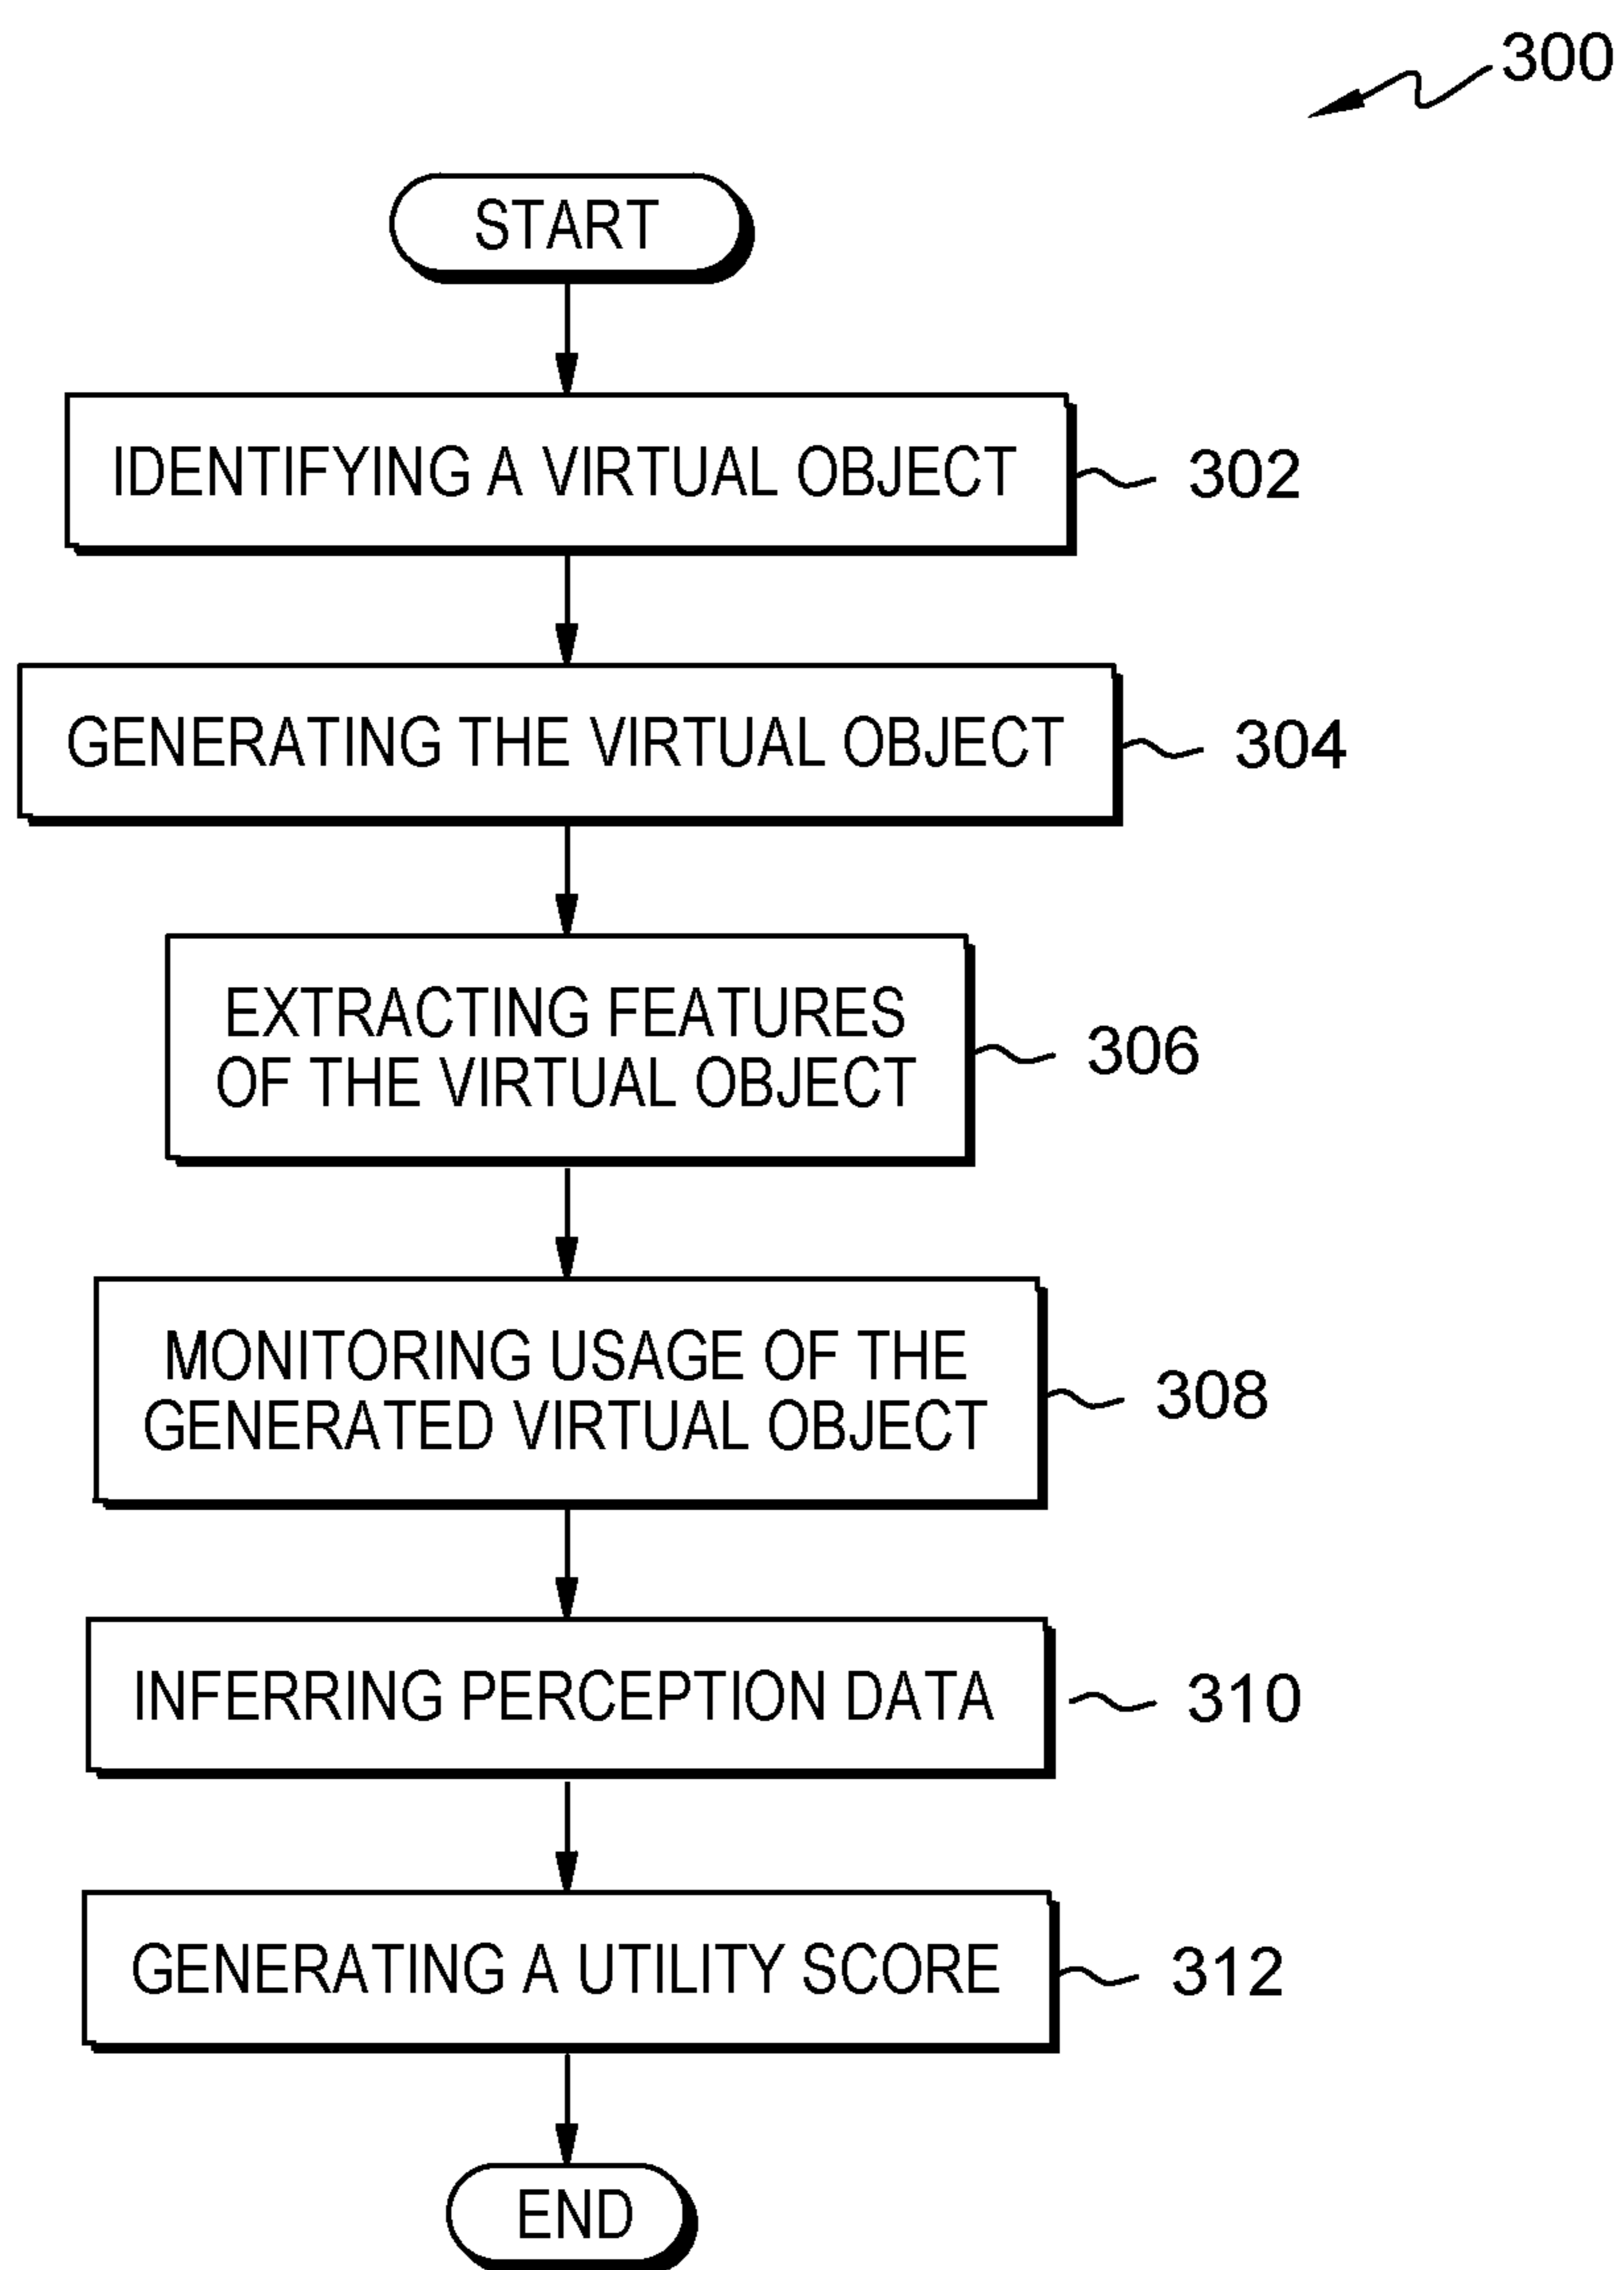 300
START
IDENTIFYING A VIRTUAL OBJECT
302
GENERATING THE VIRTUAL OBJECT
304
EXTRACTING FEATURES
OF THE VIRTUAL OBJECT
306
MONITORING USAGE OF THE
GENERATED VIRTUAL OBJECT
308
INFERRING PERCEPTION DATA
310
GENERATING A UTILITY SCORE
312
END